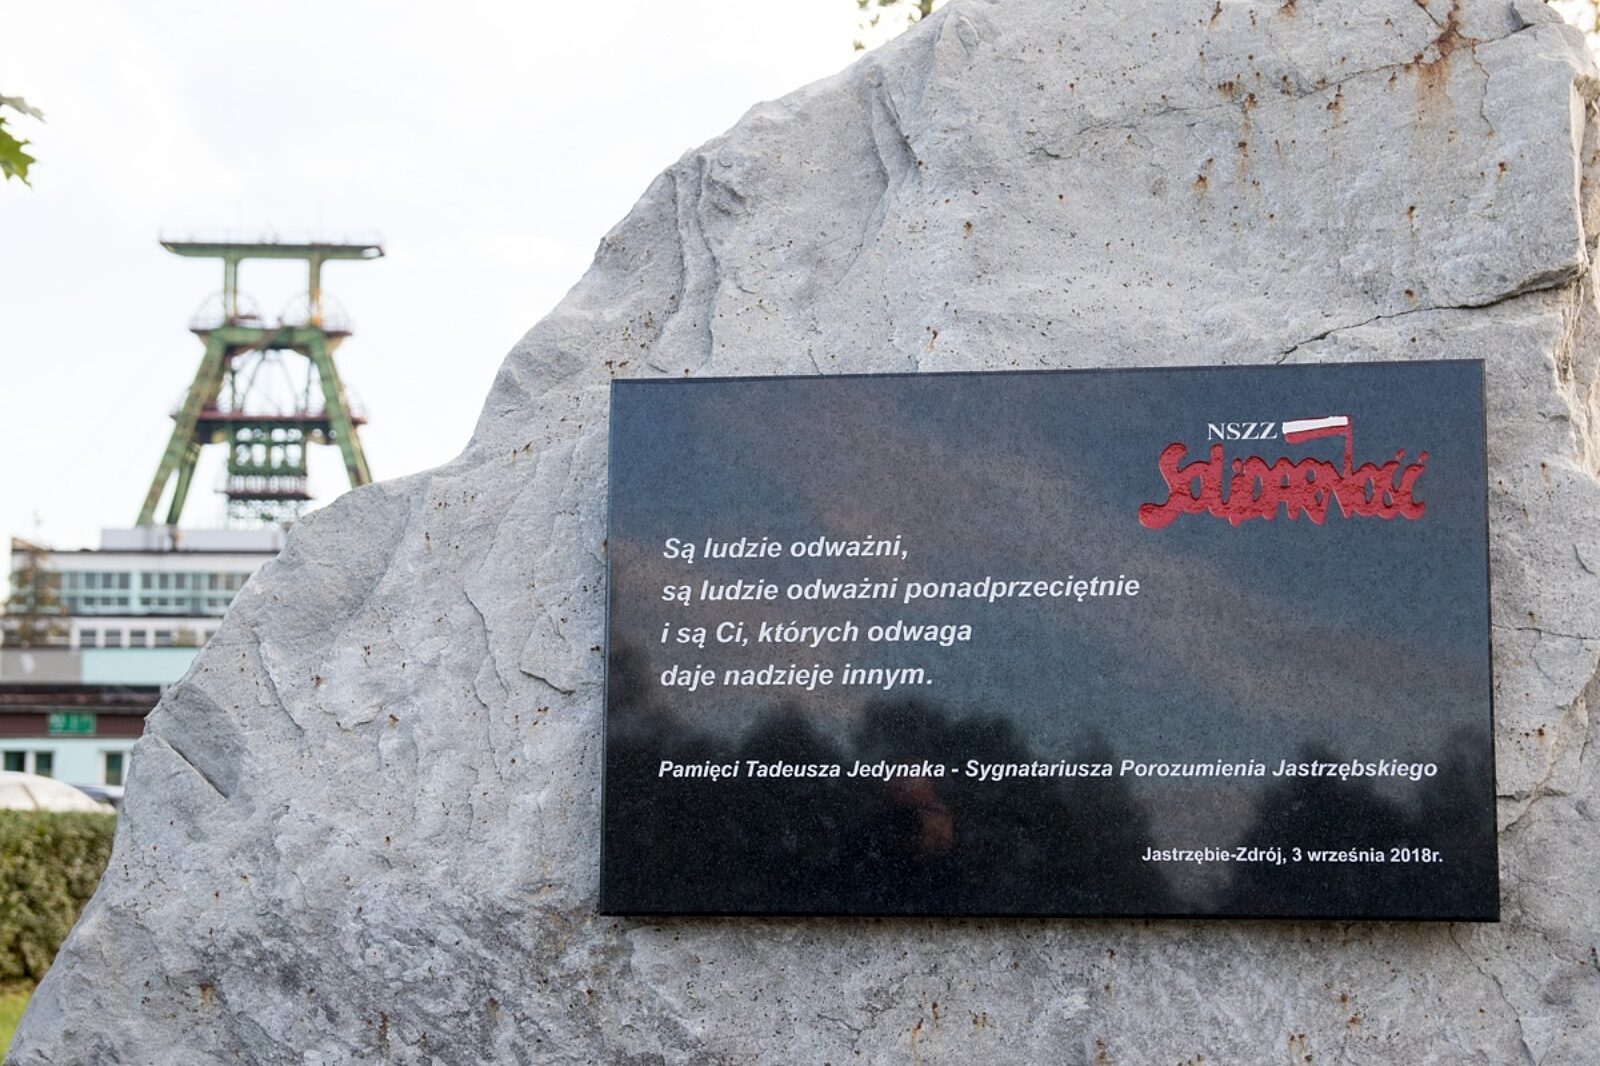 NSZZ
SOLIDARNOŚĆ
Są ludzie odważni,
są ludzie odważni ponadprzeciętnie
i są Ci, których odwaga
daje nadzieje innym.
Pamięci Tadeusza Jedynaka - Sygnatariusza Porozumienia Jastrzębskiego
Jastrzębie-Zdrój, 3 września 2018r.